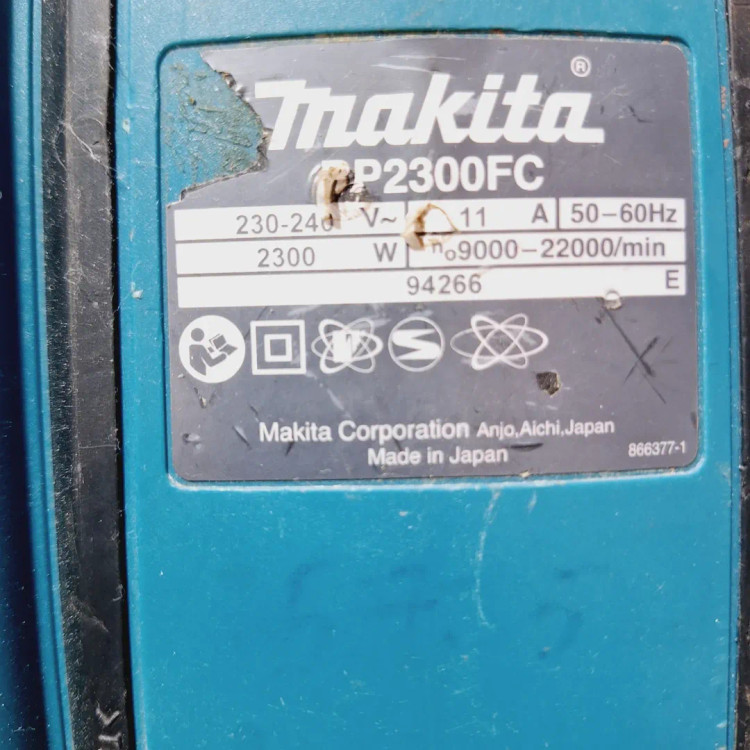 makita®
RP2300FC
230-240 V~ 11 A 50–60Hz
2300 W n₀9000–22000/min
94266 E
Makita Corporation Anjo,Aichi,Japan
Made in Japan
866377-1